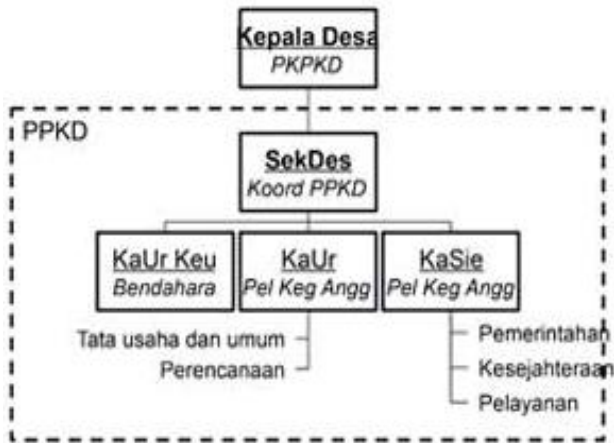 Kepala Desa
PKPKD
PPKD
SekDes
Koord PPKD
KaUr Keu
Bendahara
KaUr
Pel Keg Angg
KaSie
Pel Keg Angg
Tata usaha dan umum
Perencanaan
Pemerintahan
Kesejahteraan
Pelayanan